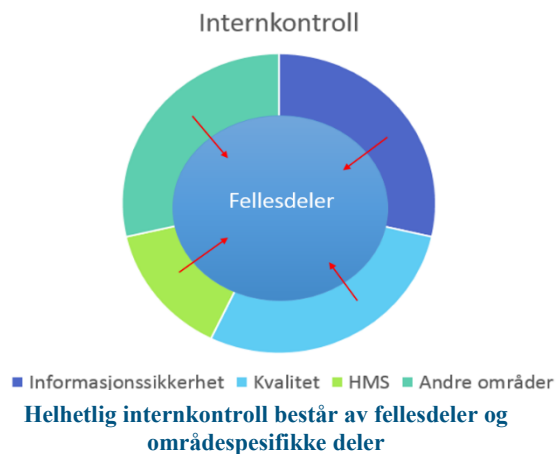 Internkontroll
Fellesdeler
Informasjonssikkerhet Kvalitet HMS Andre områder
Helhetlig internkontroll består av fellesdeler og
områdespesifikke deler